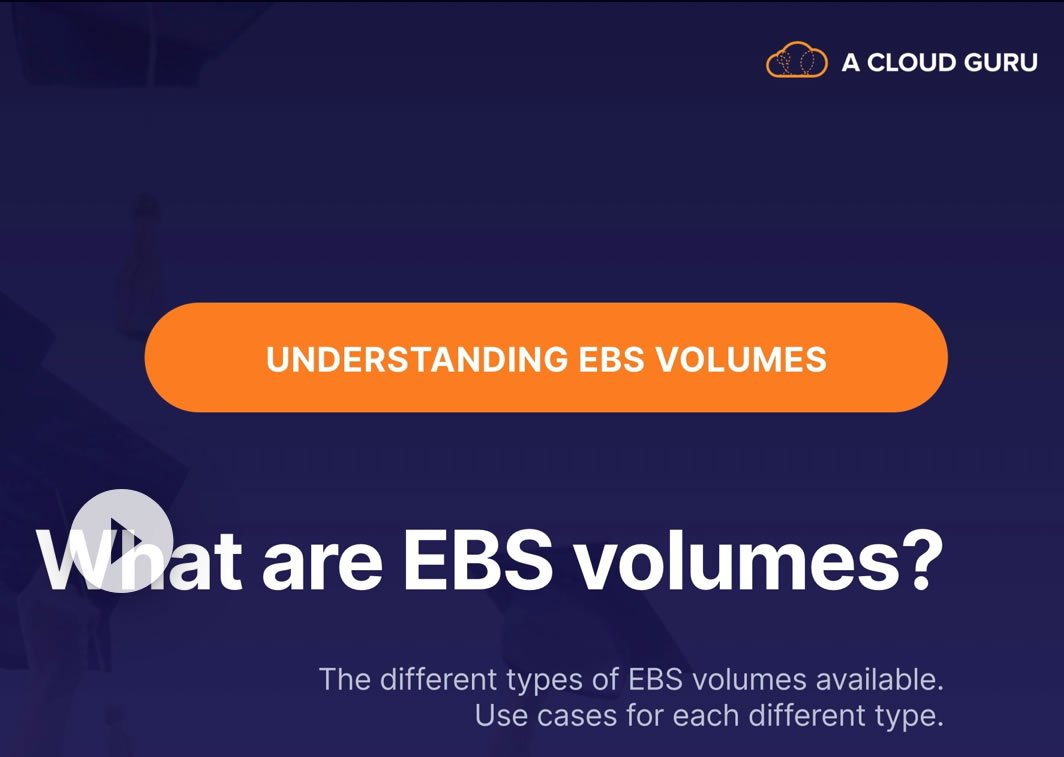 A CLOUD GURU
UNDERSTANDING EBS VOLUMES
What are EBS volumes?
The different types of EBS volumes available.
Use cases for each different type.